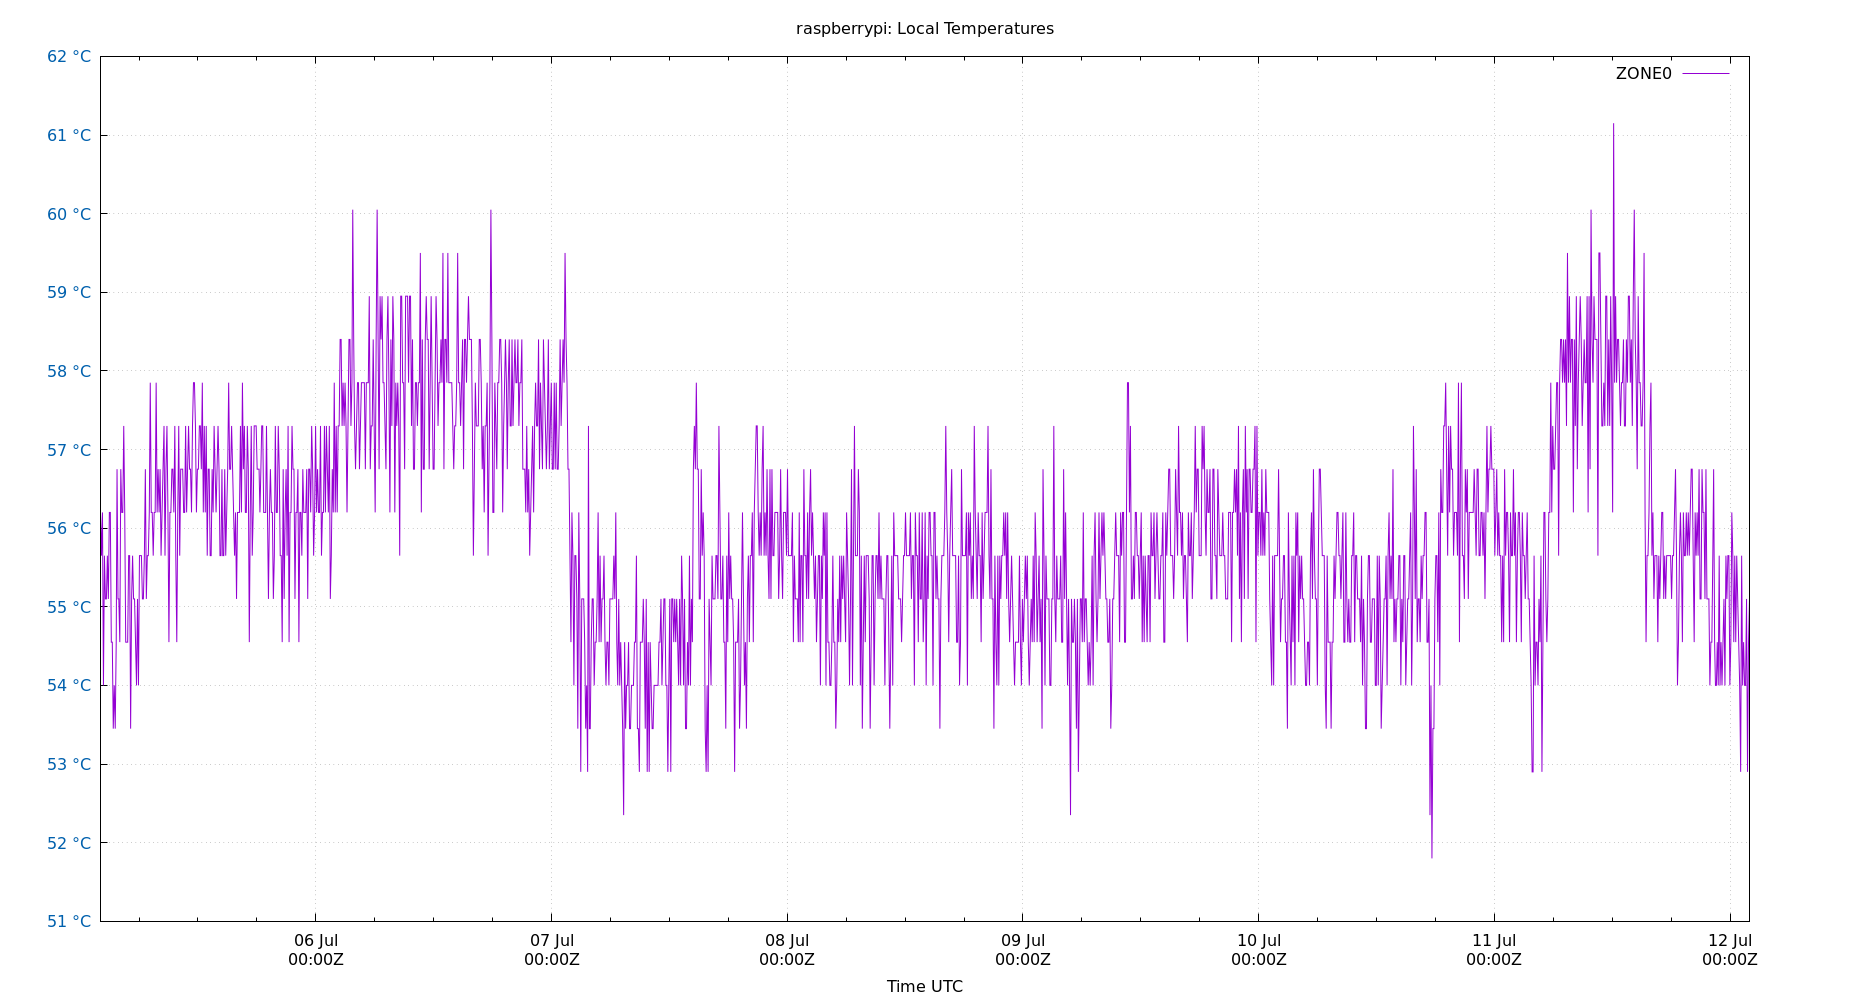 raspberrypi: Local Temperatures
62 °C
ZONE0
61 °C
60 °C
59 °C
58 °C
57 °C
56 °C
55 °C
54 °C
53 °C
52 °C
51 °C
06 Jul 07 Jul 08 Jul 09 Jul 10 Jul 11 Jul 12 Jul
00:00Z 00:00Z 00:00Z 00:00Z 00:00Z 00:00Z 00:00Z
Time UTC